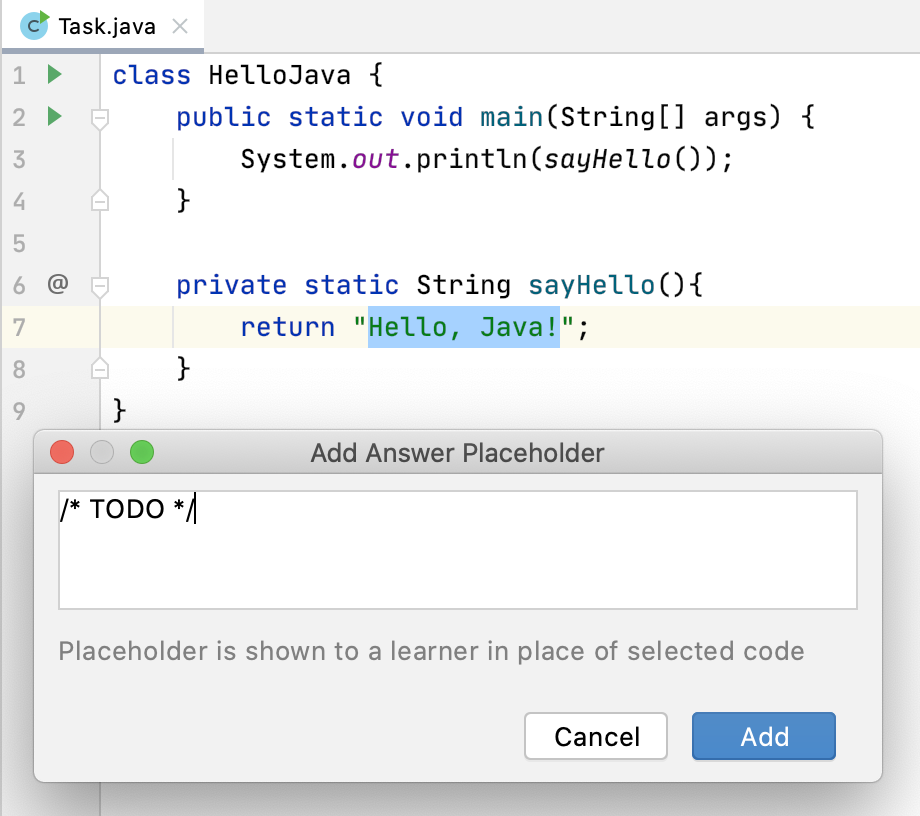 C Task.java
1 class HelloJava {
2 public static void main(String[] args) {
3 System.out.println(sayHello());
4 }
5
6 @ private static String sayHello(){
7 return "Hello, Java!";
8 }
9 }
Add Answer Placeholder
/* TODO */
Placeholder is shown to a learner in place of selected code
Cancel Add